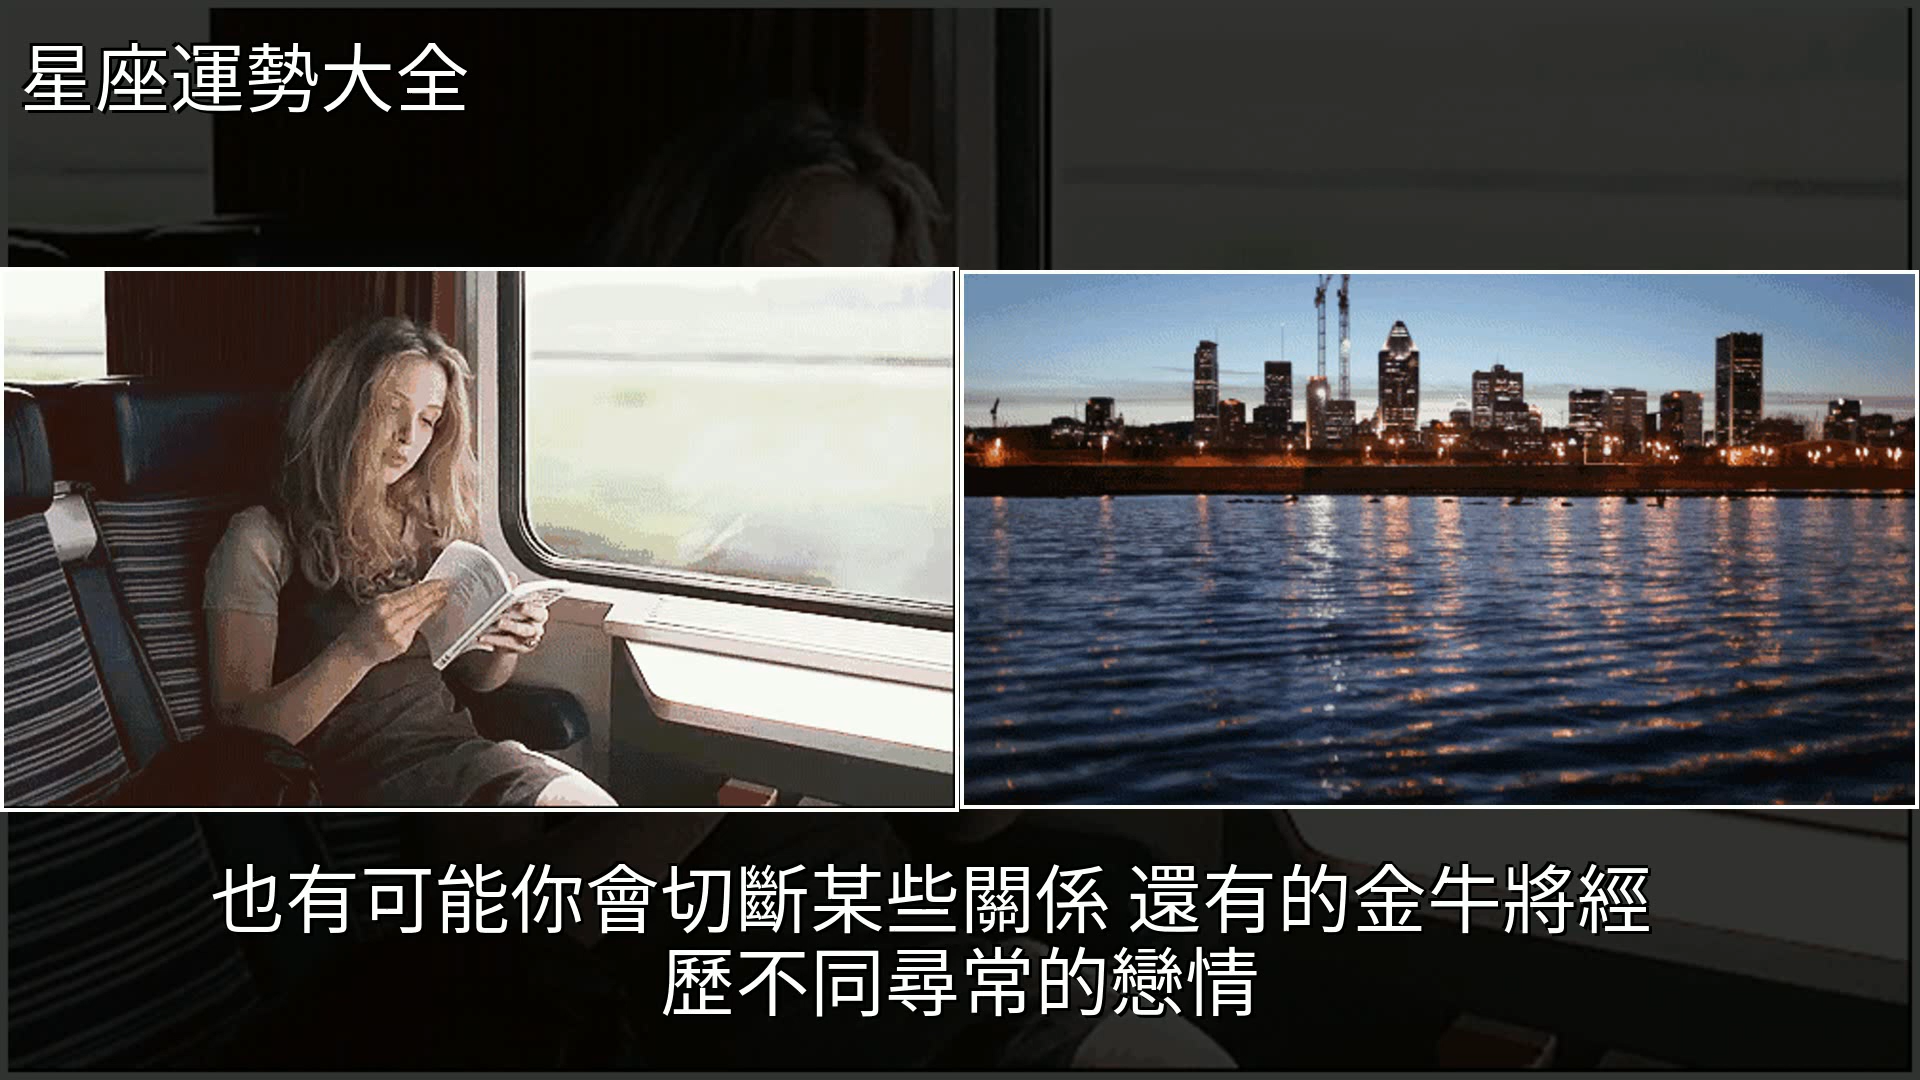 星座運勢大全
也有可能你會切斷某些關係 還有的金牛將經
歷不同尋常的戀情